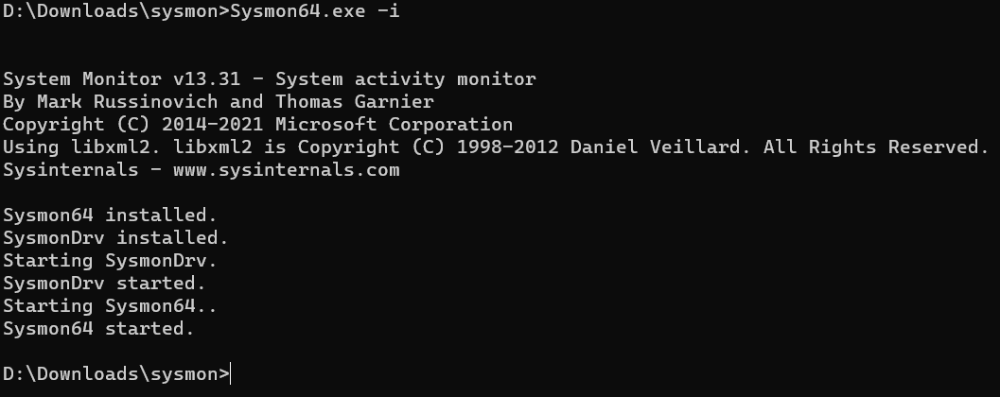 D:\Downloads\sysmon>Sysmon64.exe -i
System Monitor v13.31 - System activity monitor
By Mark Russinovich and Thomas Garnier
Copyright (C) 2014-2021 Microsoft Corporation
Using libxml2. libxml2 is Copyright (C) 1998-2012 Daniel Veillard. All Rights Reserved.
Sysinternals - www.sysinternals.com
Sysmon64 installed.
SysmonDrv installed.
Starting SysmonDrv.
SysmonDrv started.
Starting Sysmon64..
Sysmon64 started.
D:\Downloads\sysmon>